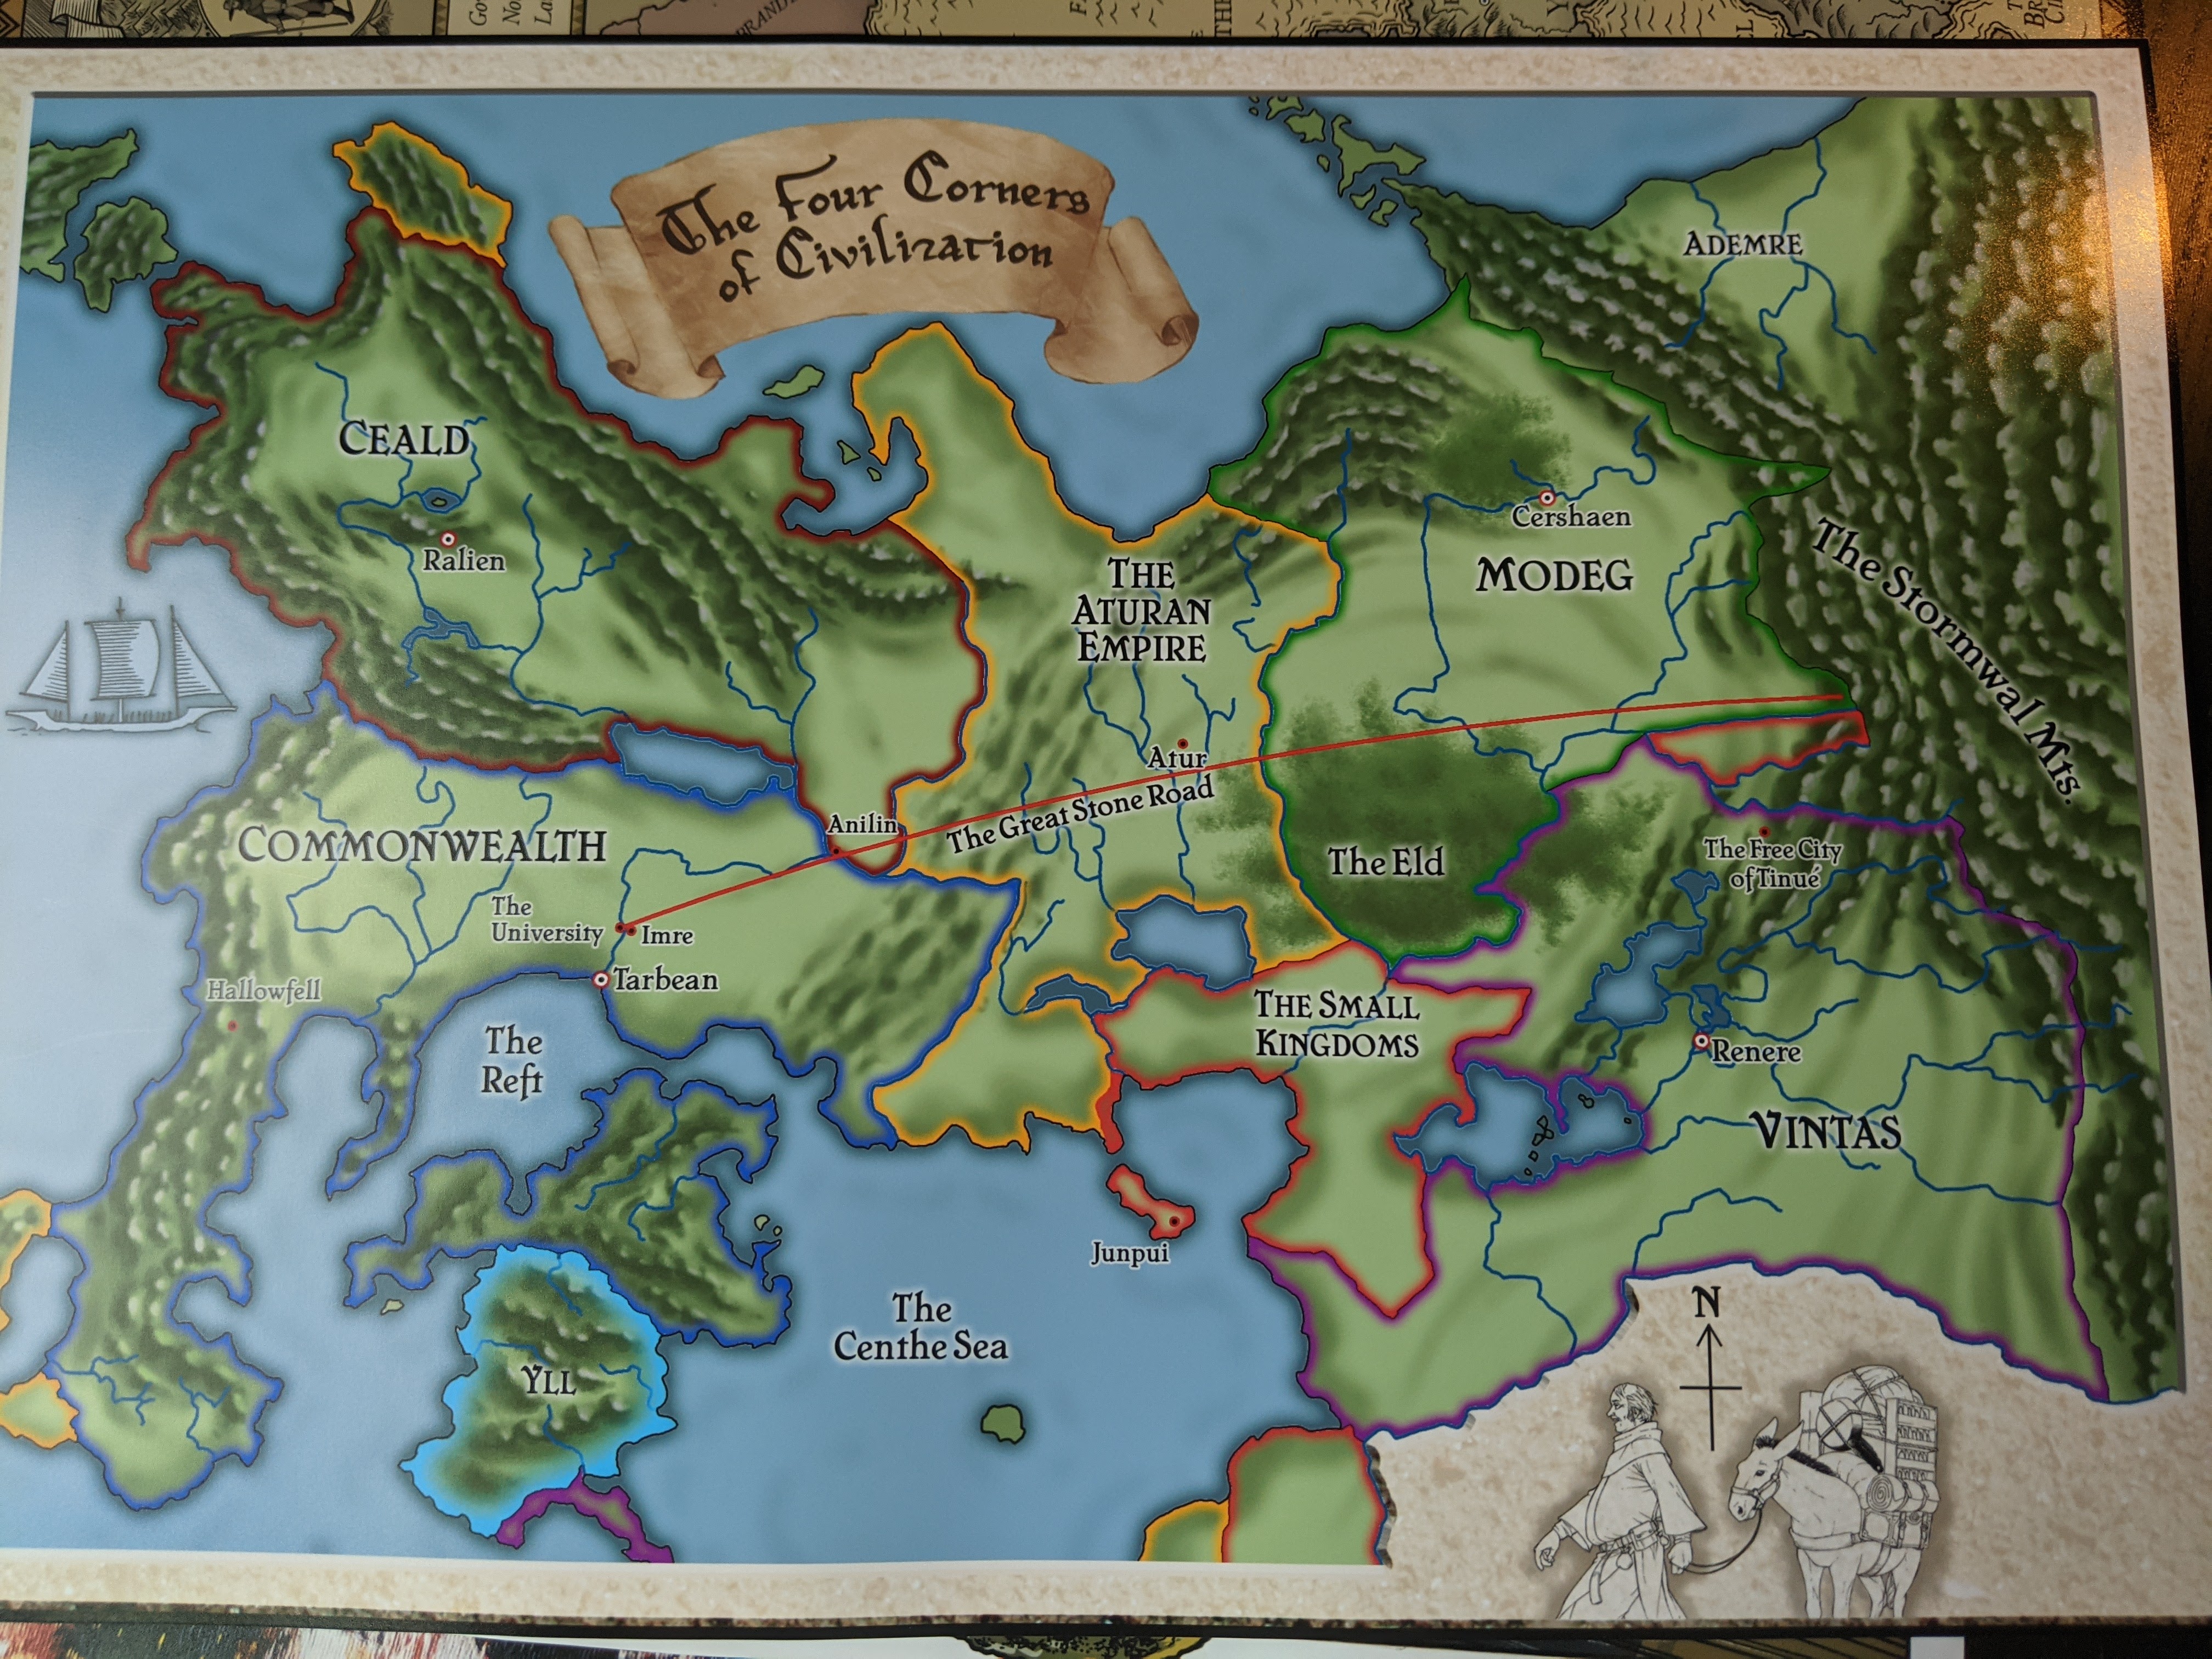 The Four Corners
of Civilization
ADEMRE
CEALD
Ralien
Cershaen
MODEG
THE
ATURAN
EMPIRE
The Stormwal Mts.
Atur
The Great Stone Road
Anilin
COMMONWEALTH
The Eld
The Free City
of Tinué
The
University
Imre
Tarbean
Hallowfell
THE SMALL
KINGDOMS
The
Reft
Renere
VINTAS
Junpui
The
Centhe Sea
YLL
N